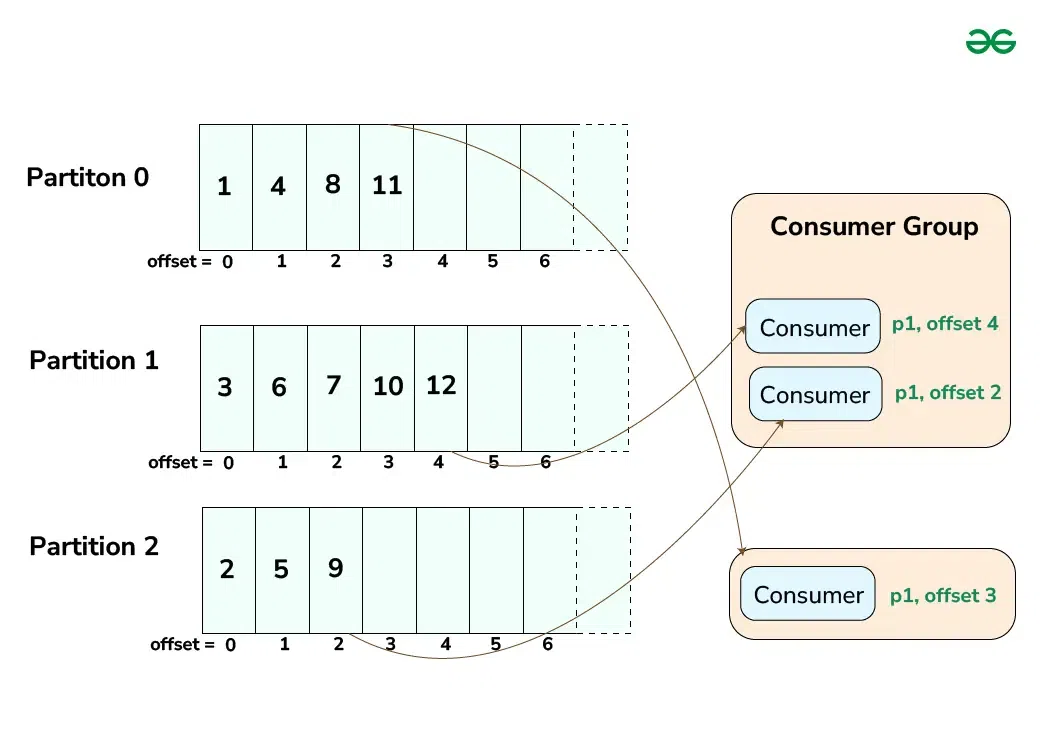 Partiton 0
1 4 8 11
offset = 0 1 2 3 4 5 6
Partition 1
3 6 7 10 12
offset = 0 1 2 3 4 5 6
Partition 2
2 5 9
offset = 0 1 2 3 4 5 6
Consumer Group
Consumer p1, offset 4
Consumer p1, offset 2
Consumer p1, offset 3